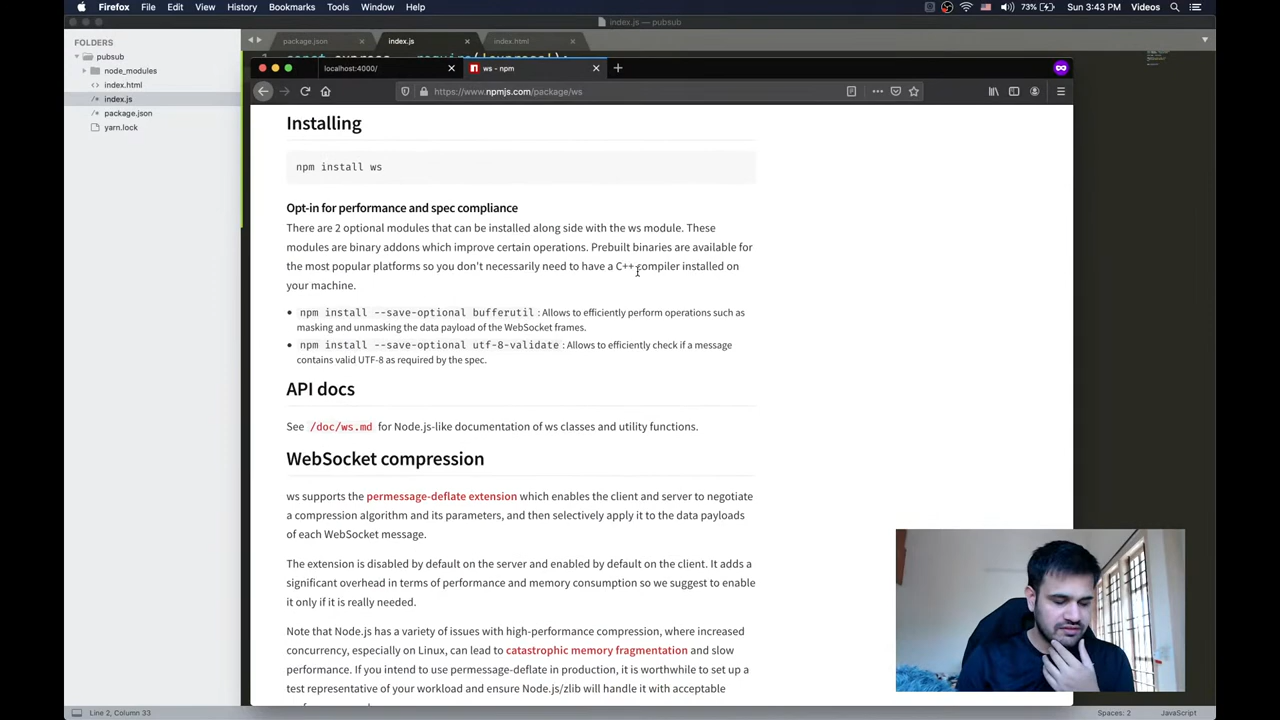 Firefox File Edit View History Bookmarks Tools Window Help
73% Sun 3:43 PM Videos
index.js — pubsub
FOLDERS
pubsub
node_modules
index.html
index.js
package.json
yarn.lock
package.json index.js index.html
localhost:4000/ ws - npm
https://www.npmjs.com/package/ws
Installing
npm install ws
Opt-in for performance and spec compliance
There are 2 optional modules that can be installed along side with the ws module. These
modules are binary addons which improve certain operations. Prebuilt binaries are available for
the most popular platforms so you don't necessarily need to have a C++ compiler installed on
your machine.
npm install --save-optional bufferutil : Allows to efficiently perform operations such as
masking and unmasking the data payload of the WebSocket frames.
npm install --save-optional utf-8-validate : Allows to efficiently check if a message
contains valid UTF-8 as required by the spec.
API docs
See /doc/ws.md for Node.js-like documentation of ws classes and utility functions.
WebSocket compression
ws supports the permessage-deflate extension which enables the client and server to negotiate
a compression algorithm and its parameters, and then selectively apply it to the data payloads
of each WebSocket message.
The extension is disabled by default on the server and enabled by default on the client. It adds a
significant overhead in terms of performance and memory consumption so we suggest to enable
it only if it is really needed.
Note that Node.js has a variety of issues with high-performance compression, where increased
concurrency, especially on Linux, can lead to catastrophic memory fragmentation and slow
performance. If you intend to use permessage-deflate in production, it is worthwhile to set up a
test representative of your workload and ensure Node.js/zlib will handle it with acceptable
Line 2, Column 33
Spaces: 2 JavaScript